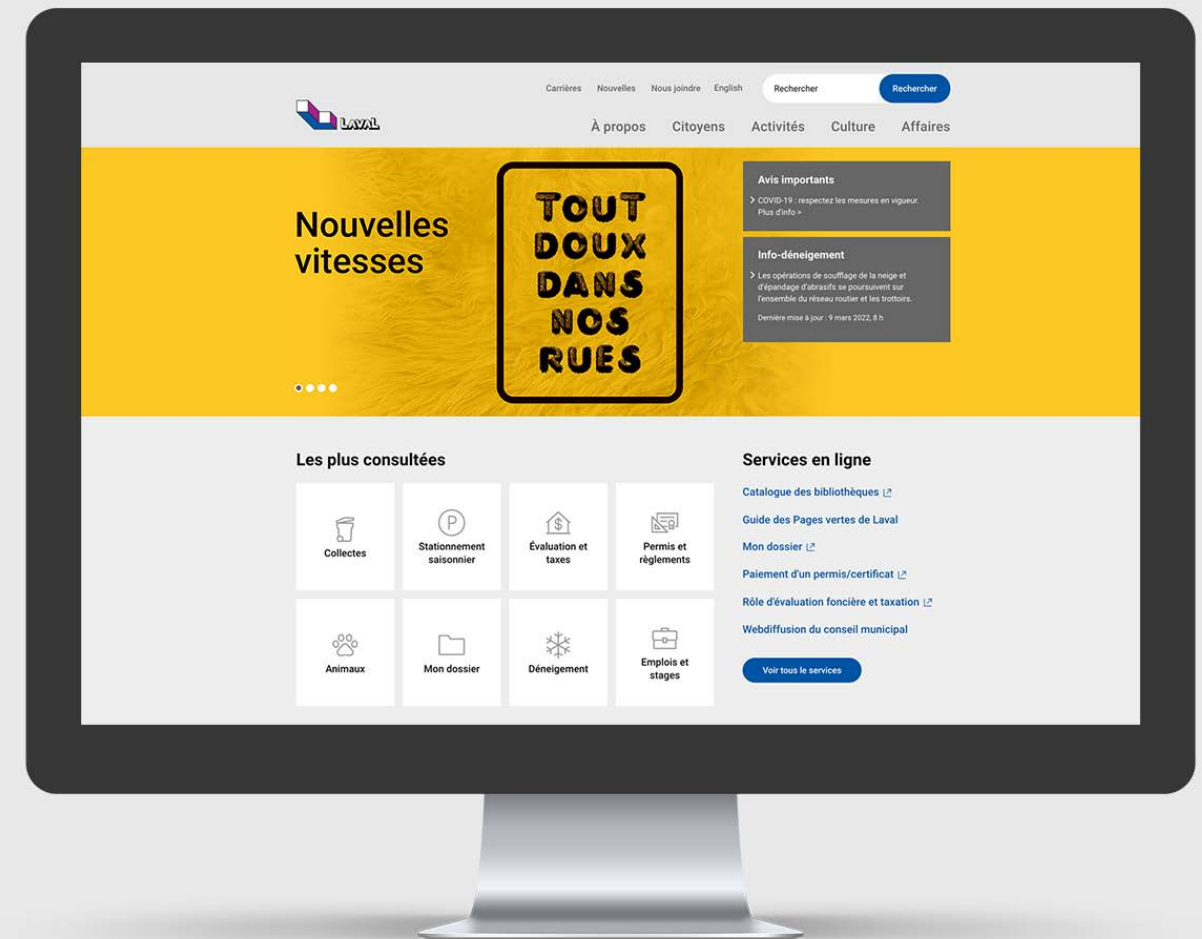 Carrières Nouvelles Nous joindre English Rechercher Rechercher
LAVAL
À propos Citoyens Activités Culture Affaires
Nouvelles
vitesses
TOUT
DOUX
DANS
NOS
RUES
Avis importants
COVID-19 : respectez les mesures en vigueur.
Plus d'info >
Info-déneigement
Les opérations de soufflage de la neige et
d'épandage d'abrasifs se poursuivent sur
l'ensemble du réseau routier et les trottoirs.
Dernière mise à jour : 9 mars 2022, 8 h
Les plus consultées
Collectes
Stationnement
saisonnier
Évaluation et
taxes
Permis et
règlements
Animaux
Mon dossier
Déneigement
Emplois et
stages
Services en ligne
Catalogue des bibliothèques
Guide des Pages vertes de Laval
Mon dossier
Paiement d'un permis/certificat
Rôle d'évaluation foncière et taxation
Webdiffusion du conseil municipal
Voir tous le services